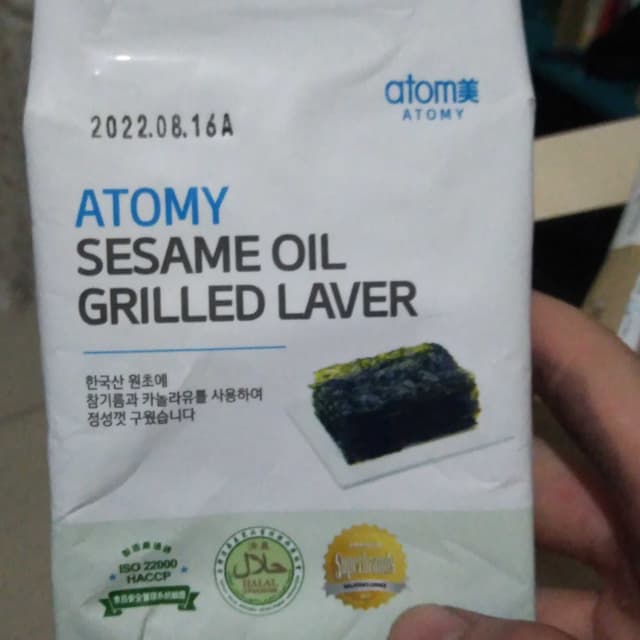 atom美
ATOMY
2022.08.16A
ATOMY
SESAME OIL
GRILLED LAVER
한국산 원초에
참기름과 카놀라유를 사용하여
정성껏 구웠습니다
ISO 22000
HACCP
حلال
HALAL
Superbrands